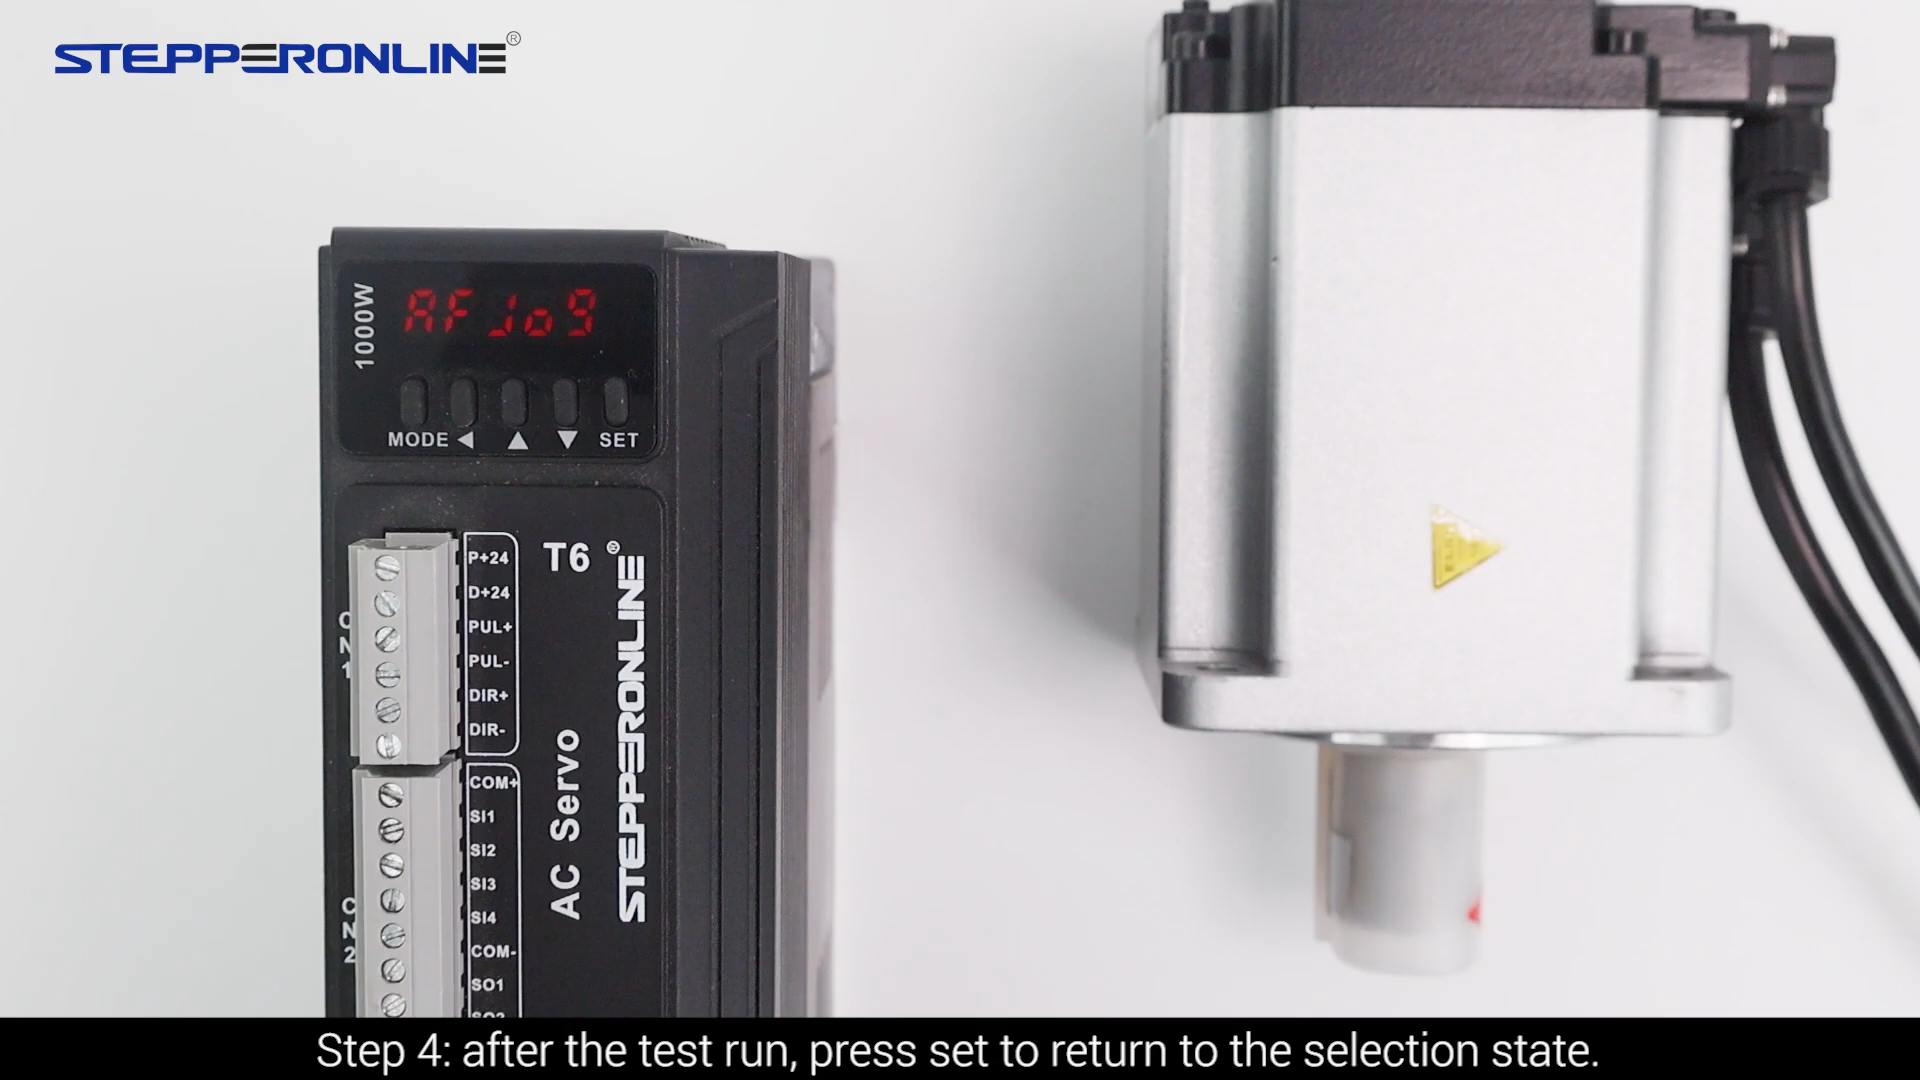 STEPPERONLINE®
1000W
AFJog
MODE ◀ ▲ ▼ SET
T6
STEPPERONLINE®
AC Servo
CN1
P+24
D+24
PUL+
PUL-
DIR+
DIR-
CN2
COM+
SI1
SI2
SI3
SI4
COM-
SO1
Step 4: after the test run, press set to return to the selection state.